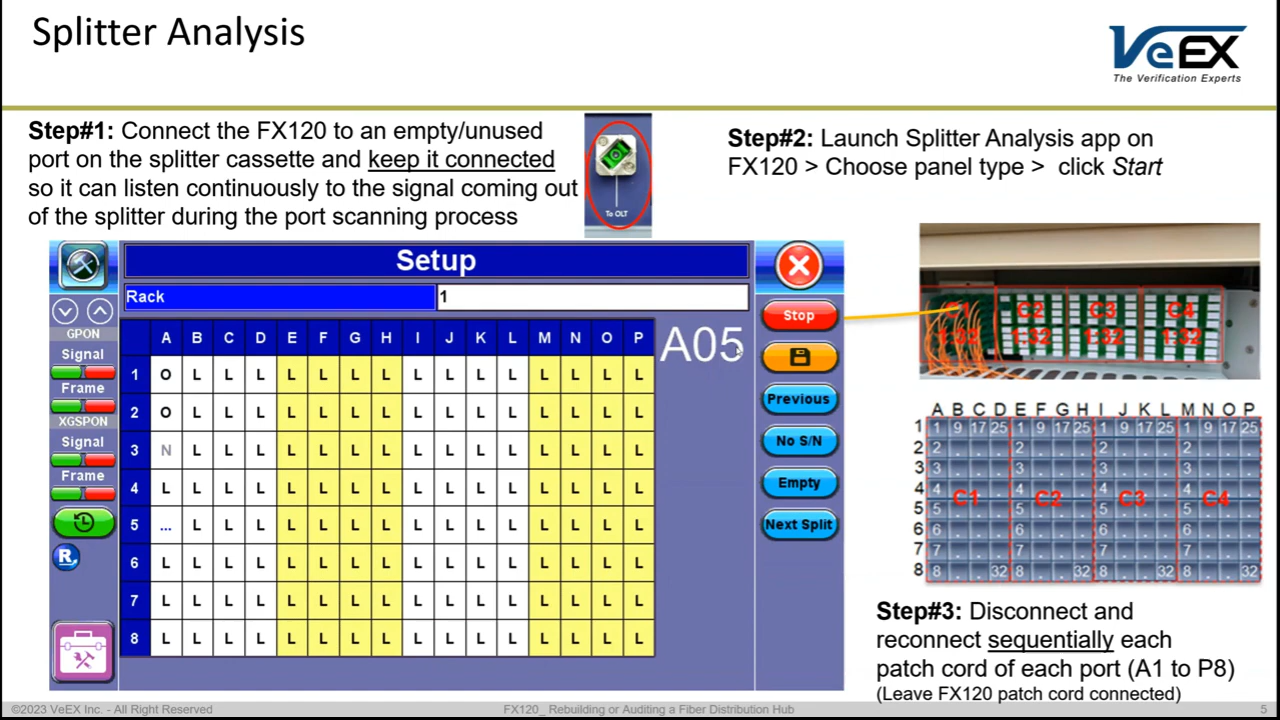 Splitter Analysis
VeEX
The Verification Experts
Step#1: Connect the FX120 to an empty/unused
port on the splitter cassette and keep it connected
so it can listen continuously to the signal coming out
of the splitter during the port scanning process
To OLT
Step#2: Launch Splitter Analysis app on
FX120 > Choose panel type > click Start
Setup
Rack 1
GPON
Signal
Frame
XGSPON
Signal
Frame
R
A B C D E F G H I J K L M N O P
1 O L L L L L L L L L L L L L L L
2 O L L L L L L L L L L L L L L L
3 N L L L L L L L L L L L L L L L
4 L L L L L L L L L L L L L L L L
5 ... L L L L L L L L L L L L L L L
6 L L L L L L L L L L L L L L L L
7 L L L L L L L L L L L L L L L L
8 L L L L L L L L L L L L L L L L
A05
Stop
Previous
No S/N
Empty
Next Split
C1 C2 C3 C4
1:32 1:32 1:32 1:32
A B C D E F G H I J K L M N O P
1 1 9 17 25 1 9 17 25 1 9 17 25 1 9 17 25
2 2 . . . 2 . . . 2 . . . 2 . . .
3 3 . . . 3 . . . 3 . . . 3 . . .
4 4 . . . 4 . . . 4 . . . 4 . . .
C1 C2 C3 C4
5 5 . . . 5 . . . 5 . . . 5 . . .
6 6 . . . 6 . . . 6 . . . 6 . . .
7 7 . . . 7 . . . 7 . . . 7 . . .
8 8 . . 32 8 . . 32 8 . . 32 8 . . 32
Step#3: Disconnect and
reconnect sequentially each
patch cord of each port (A1 to P8)
(Leave FX120 patch cord connected)
©2023 VeEX Inc. - All Right Reserved
FX120_ Rebuilding or Auditing a Fiber Distribution Hub
5